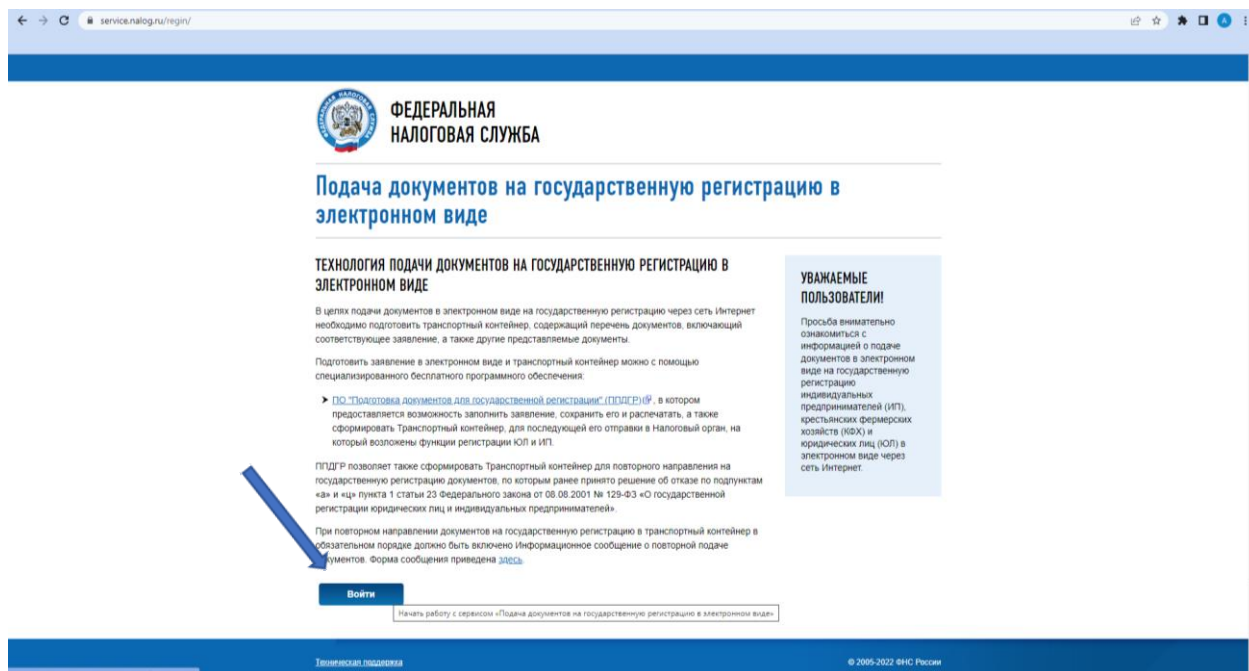 service.nalog.ru/regin/
ФЕДЕРАЛЬНАЯ
НАЛОГОВАЯ СЛУЖБА
Подача документов на государственную регистрацию в
электронном виде
ТЕХНОЛОГИЯ ПОДАЧИ ДОКУМЕНТОВ НА ГОСУДАРСТВЕННУЮ РЕГИСТРАЦИЮ В
ЭЛЕКТРОННОМ ВИДЕ
В целях подачи документов в электронном виде на государственную регистрацию через сеть Интернет
необходимо подготовить транспортный контейнер, содержащий перечень документов, включающий
соответствующее заявление, а также другие представляемые документы.
Подготовить заявление в электронном виде и транспортный контейнер можно с помощью
специализированного бесплатного программного обеспечения:
ПО "Подготовка документов для государственной регистрации" (ППДГР), в котором
предоставляется возможность заполнить заявление, сохранить его и распечатать, а также
сформировать Транспортный контейнер, для последующей его отправки в Налоговый орган, на
который возложены функции регистрации ЮЛ и ИП.
ППДГР позволяет также сформировать Транспортный контейнер для повторного направления на
государственную регистрацию документов, по которым ранее принято решение об отказе по подпунктам
«а» и «ц» пункта 1 статьи 23 Федерального закона от 08.08.2001 № 129-ФЗ «О государственной
регистрации юридических лиц и индивидуальных предпринимателей».
При повторном направлении документов на государственную регистрацию в транспортный контейнер в
обязательном порядке должно быть включено Информационное сообщение о повторной подаче
документов. Форма сообщения приведена здесь.
Войти
Начать работу с сервисом «Подача документов на государственную регистрацию в электронном виде»
УВАЖАЕМЫЕ
ПОЛЬЗОВАТЕЛИ!
Просьба внимательно
ознакомиться с
информацией о подаче
документов в электронном
виде на государственную
регистрацию
индивидуальных
предпринимателей (ИП),
крестьянских фермерских
хозяйств (КФХ) и
юридических лиц (ЮЛ) в
электронном виде через
сеть Интернет.
Техническая поддержка
© 2005-2022 ФНС России